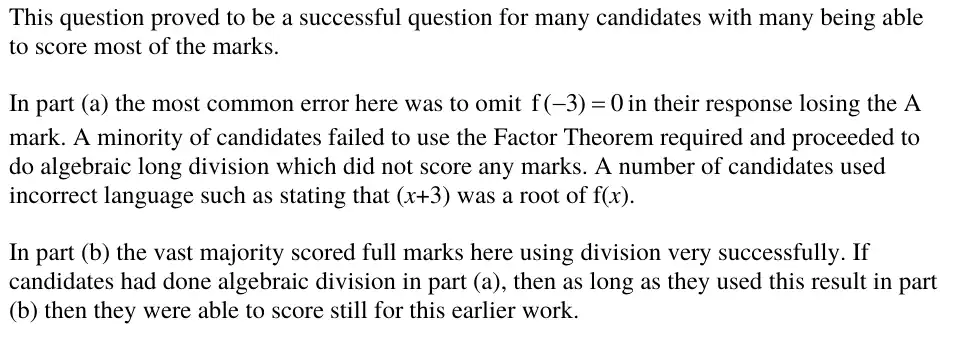 This question proved to be a successful question for many candidates with many being able
to score most of the marks.
In part (a) the most common error here was to omit f(−3) = 0 in their response losing the A
mark. A minority of candidates failed to use the Factor Theorem required and proceeded to
do algebraic long division which did not score any marks. A number of candidates used
incorrect language such as stating that (x+3) was a root of f(x).
In part (b) the vast majority scored full marks here using division very successfully. If
candidates had done algebraic division in part (a), then as long as they used this result in part
(b) then they were able to score still for this earlier work.